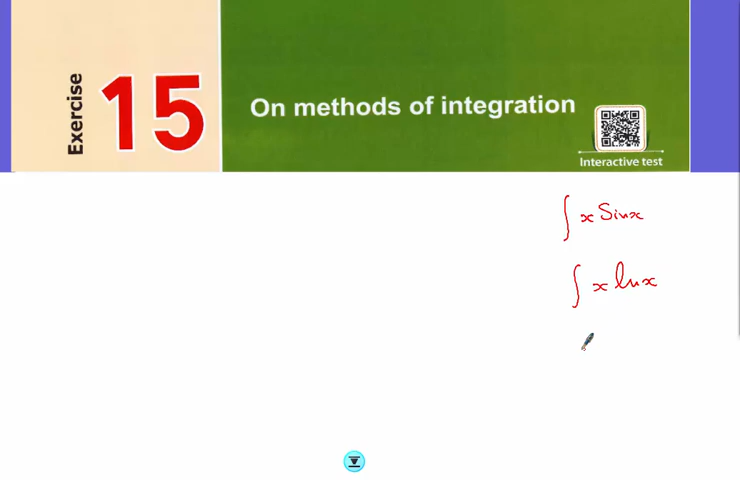 Exercise
15
On methods of integration
Interactive test
∫ x Sinx
∫ x lnx